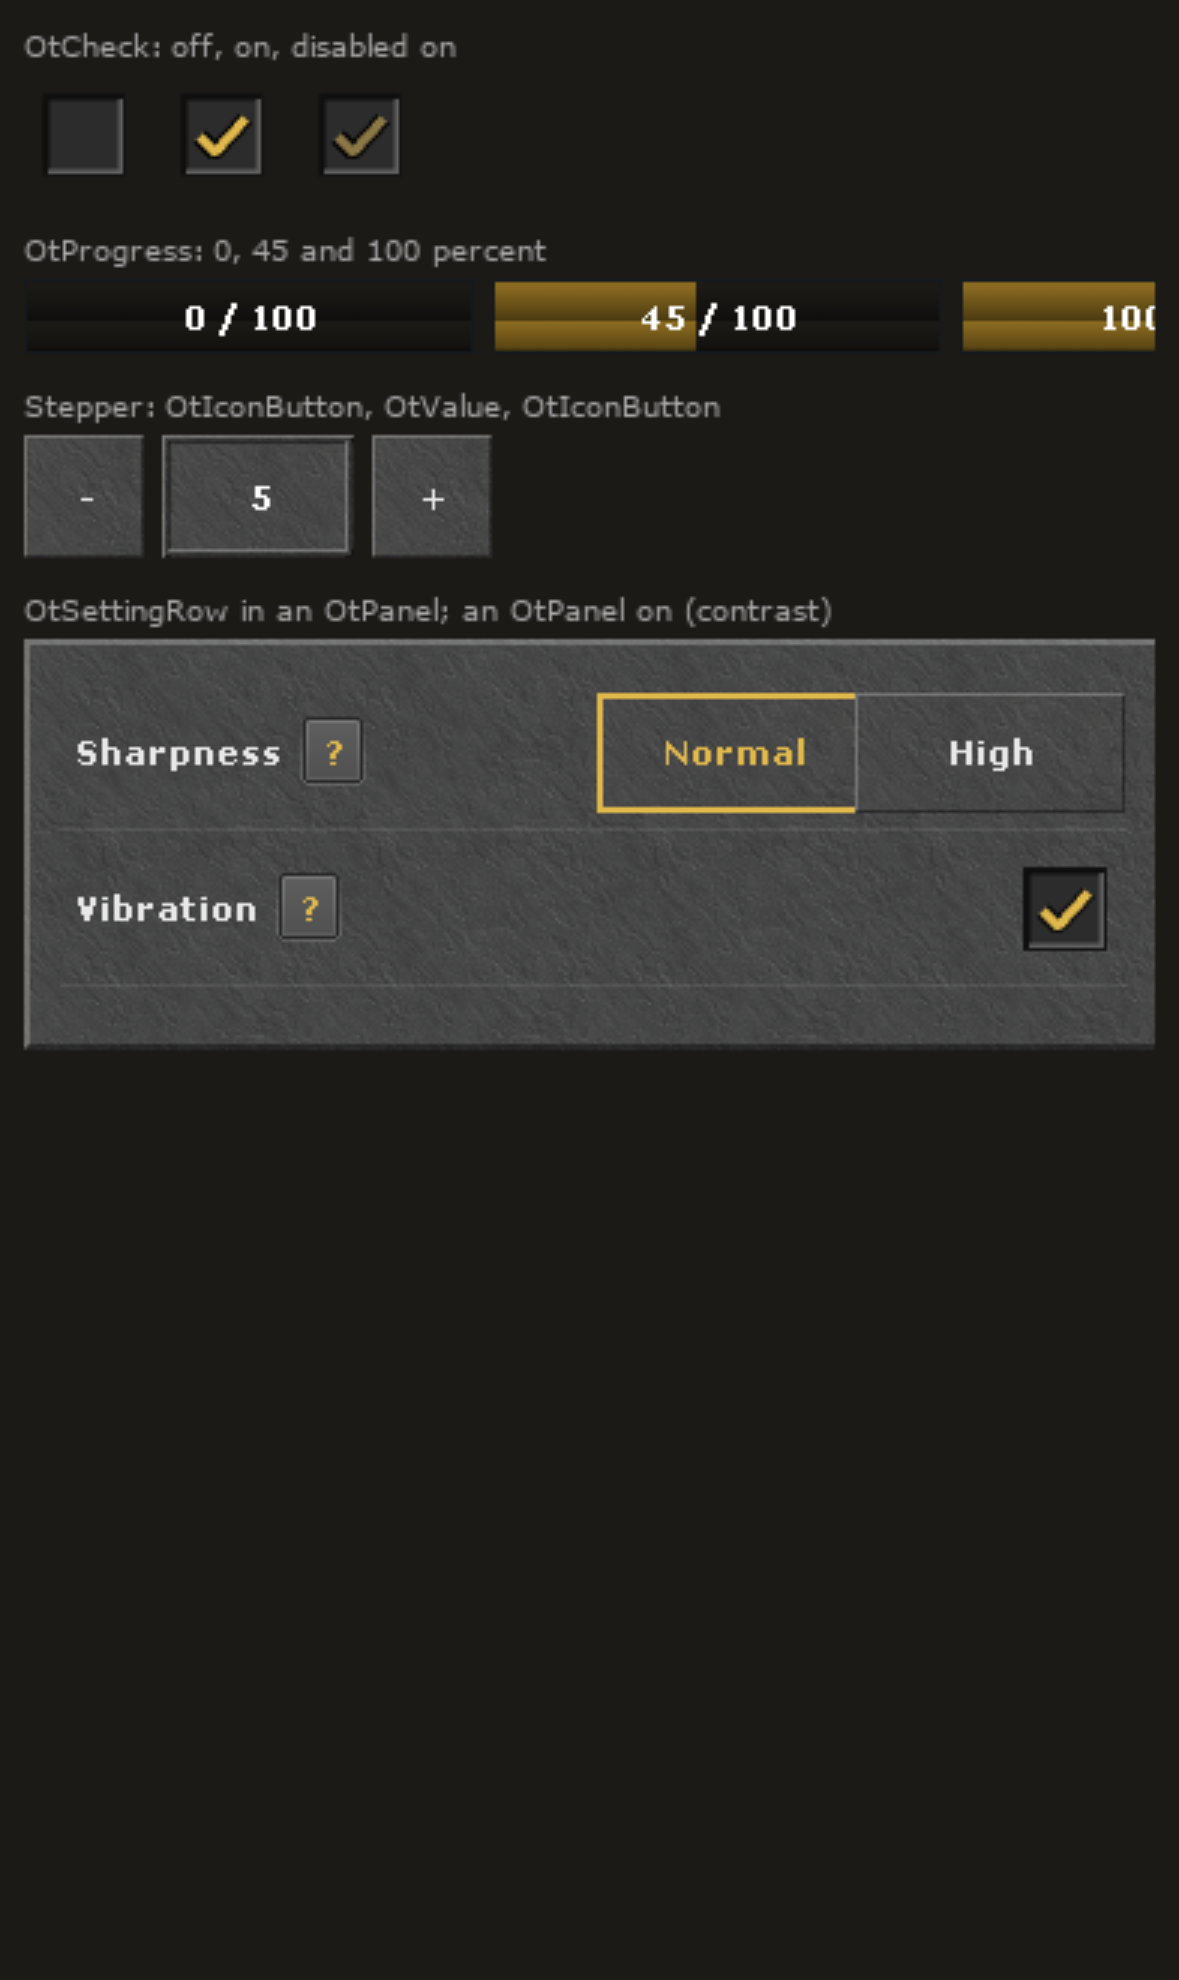 OtCheck: off, on, disabled on
OtProgress: 0, 45 and 100 percent
0 / 100 45 / 100 100
Stepper: OtIconButton, OtValue, OtIconButton
- 5 +
OtSettingRow in an OtPanel; an OtPanel on (contrast)
Sharpness ? Normal High
Vibration ?